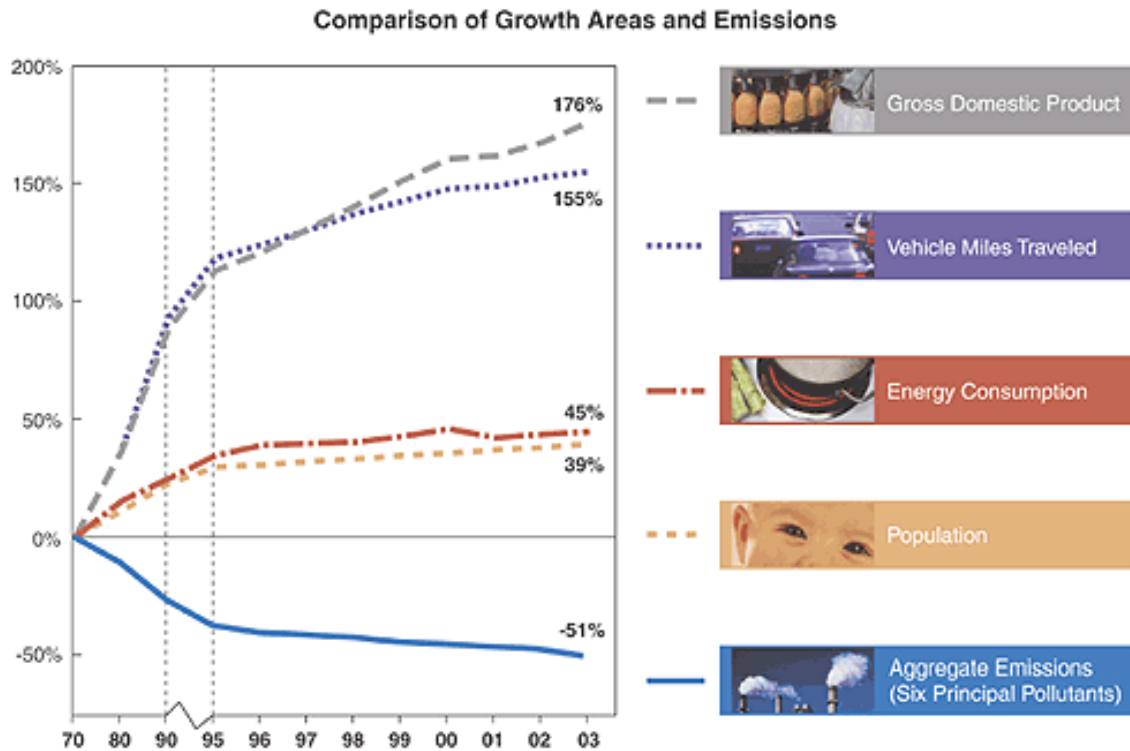 Comparison of Growth Areas and Emissions
200%
150%
100%
50%
0%
-50%
176%
155%
45%
39%
-51%
70 80 90 95 96 97 98 99 00 01 02 03
Gross Domestic Product
Vehicle Miles Traveled
Energy Consumption
Population
Aggregate Emissions
(Six Principal Pollutants)